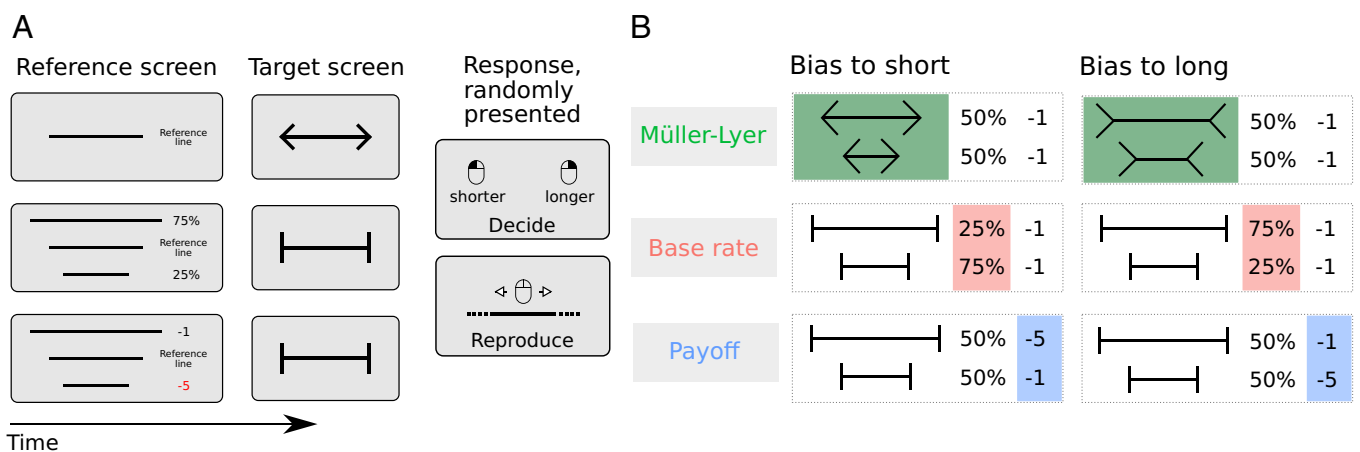 A
Reference screen
Target screen
Response,
randomly
presented
Reference
line
75%
Reference
line
25%
-1
Reference
line
-5
shorter
longer
Decide
Reproduce
Time
B
Bias to short
Bias to long
Müller-Lyer
50% -1
50% -1
50% -1
50% -1
Base rate
25% -1
75% -1
75% -1
25% -1
Payoff
50% -5
50% -1
50% -1
50% -5